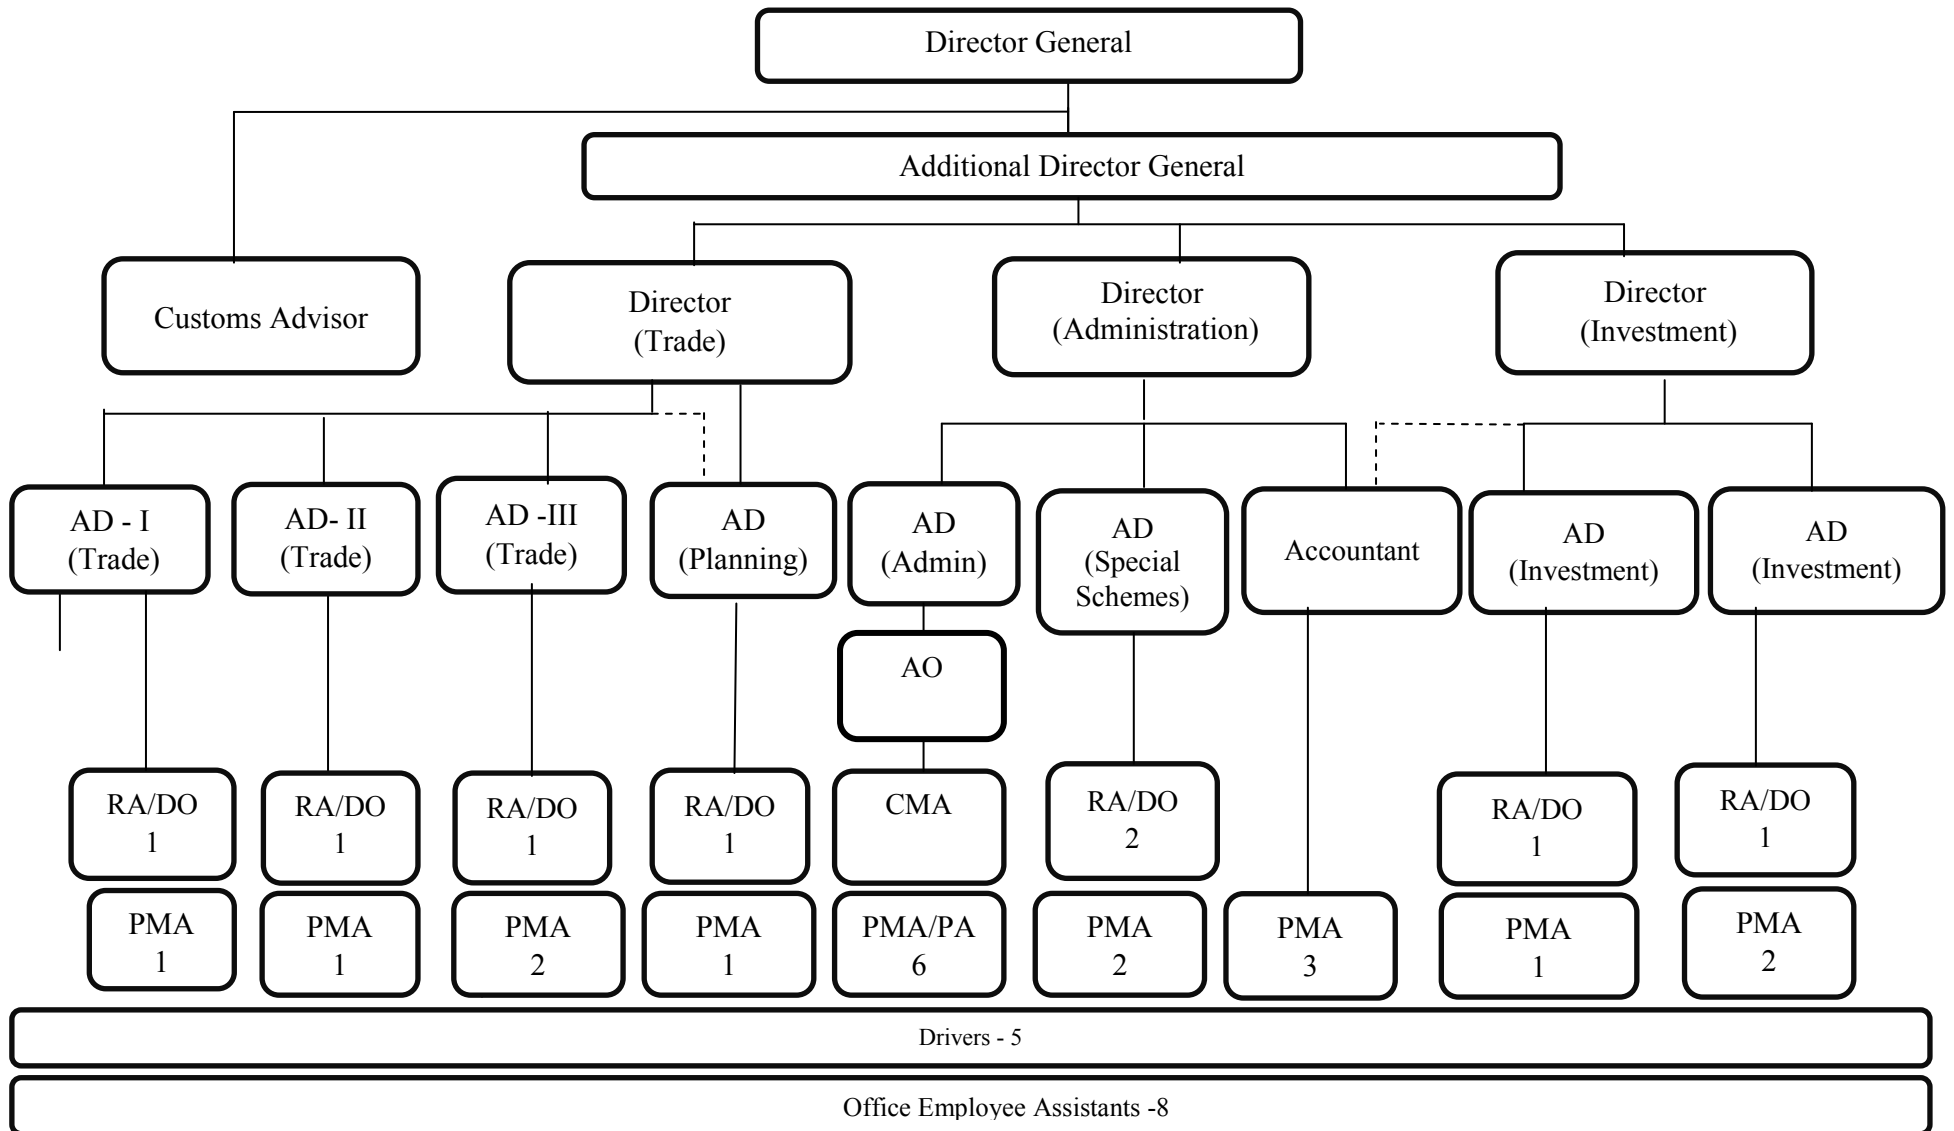 Director General
Additional Director General
Customs Advisor
Director
(Trade)
Director
(Administration)
Director
(Investment)
AD - I
(Trade)
AD- II
(Trade)
AD -III
(Trade)
AD
(Planning)
AD
(Admin)
AD
(Special
Schemes)
Accountant
AD
(Investment)
AD
(Investment)
AO
RA/DO
1
RA/DO
1
RA/DO
1
RA/DO
1
CMA
RA/DO
2
RA/DO
1
RA/DO
1
PMA
1
PMA
1
PMA
2
PMA
1
PMA/PA
6
PMA
2
PMA
3
PMA
1
PMA
2
Drivers - 5
Office Employee Assistants -8